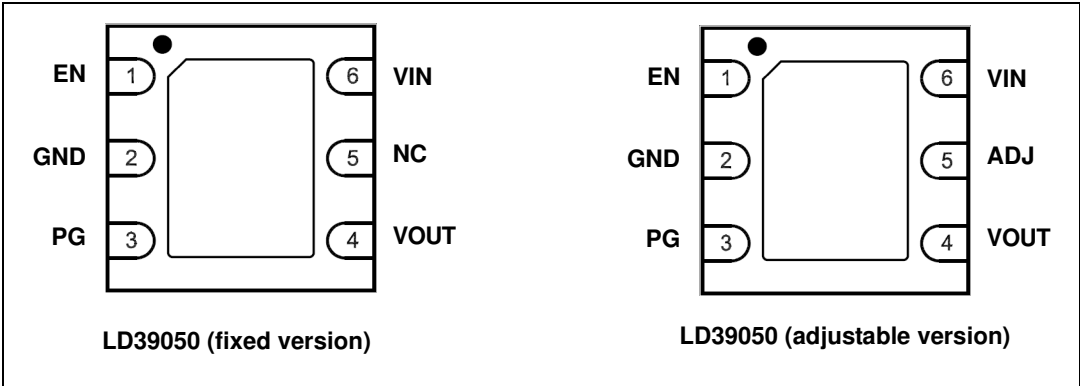 EN 1 6 VIN
GND 2 5 NC
PG 3 4 VOUT
LD39050 (fixed version)
EN 1 6 VIN
GND 2 5 ADJ
PG 3 4 VOUT
LD39050 (adjustable version)